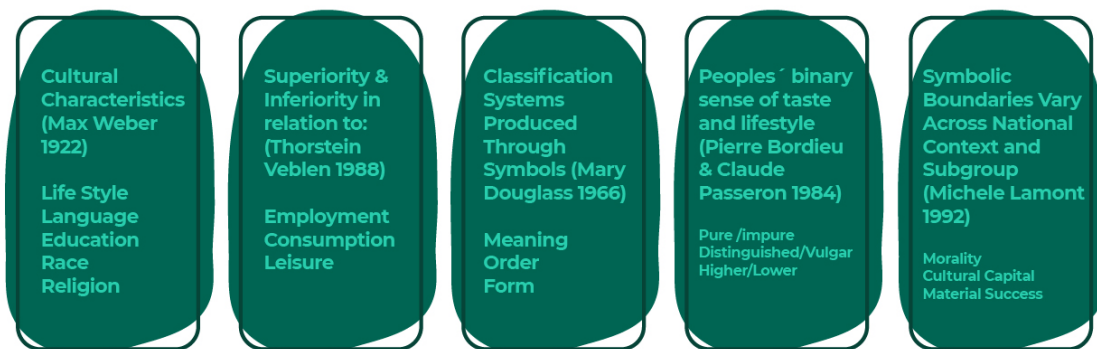 Cultural
Characteristics
(Max Weber
1922)
Life Style
Language
Education
Race
Religion
Superiority &
Inferiority in
relation to:
(Thorstein
Veblen 1988)
Employment
Consumption
Leisure
Classification
Systems
Produced
Through
Symbols (Mary
Douglass 1966)
Meaning
Order
Form
Peoples´ binary
sense of taste
and lifestyle
(Pierre Bordieu
& Claude
Passeron 1984)
Pure /impure
Distinguished/Vulgar
Higher/Lower
Symbolic
Boundaries Vary
Across National
Context and
Subgroup
(Michele Lamont
1992)
Morality
Cultural Capital
Material Success